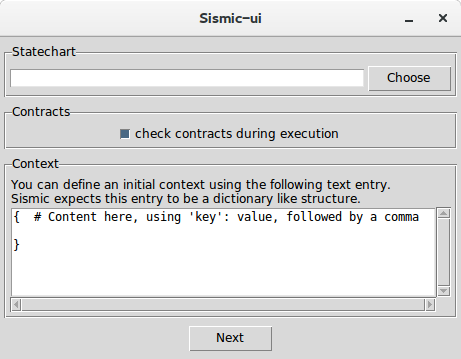 Sismic-ui
Statechart
Choose
Contracts
check contracts during execution
Context
You can define an initial context using the following text entry.
Sismic expects this entry to be a dictionary like structure.
{  # Content here, using 'key': value, followed by a comma
}
Next